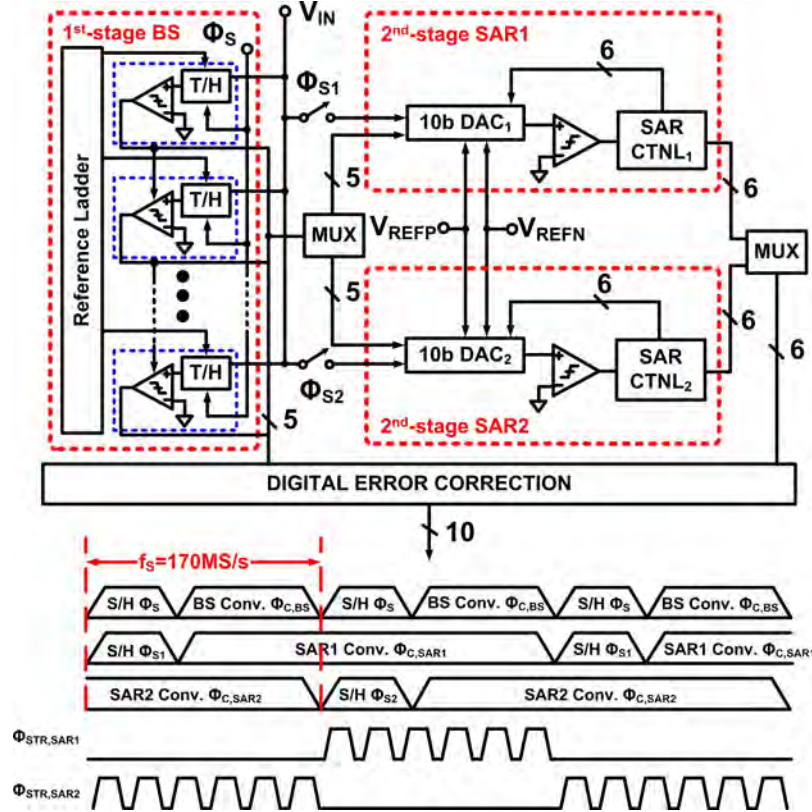 1st-stage BS
ΦS
VIN
2nd-stage SAR1
Reference Ladder
T/H
ΦS1
10b DAC1
6
SAR
CTNL1
T/H
5
6
MUX
VREFP
VREFN
MUX
5
6
6
T/H
10b DAC2
6
SAR
CTNL2
ΦS2
5
2nd-stage SAR2
DIGITAL ERROR CORRECTION
10
fS=170MS/s
S/H ΦS
BS Conv. ΦC,BS
S/H ΦS
BS Conv. ΦC,BS
S/H ΦS
BS Conv. ΦC,BS
S/H ΦS1
SAR1 Conv. ΦC,SAR1
S/H ΦS1
SAR1 Conv. ΦC,SAR1
SAR2 Conv. ΦC,SAR2
S/H ΦS2
SAR2 Conv. ΦC,SAR2
ΦSTR,SAR1
ΦSTR,SAR2